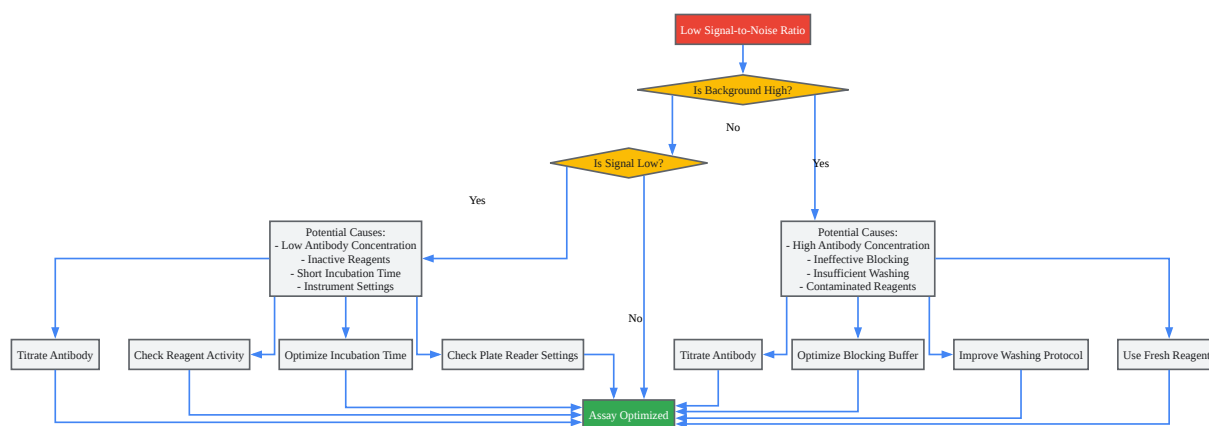 Low Signal-to-Noise Ratio
Is Background High?
No
Is Signal Low?
Yes
Yes
Potential Causes:
- Low Antibody Concentration
- Inactive Reagents
- Short Incubation Time
- Instrument Settings
Potential Causes:
- High Antibody Concentration
- Ineffective Blocking
- Insufficient Washing
- Contaminated Reagents
No
Titrate Antibody
Check Reagent Activity
Optimize Incubation Time
Check Plate Reader Settings
Titrate Antibody
Optimize Blocking Buffer
Improve Washing Protocol
Use Fresh Reagent
Assay Optimized